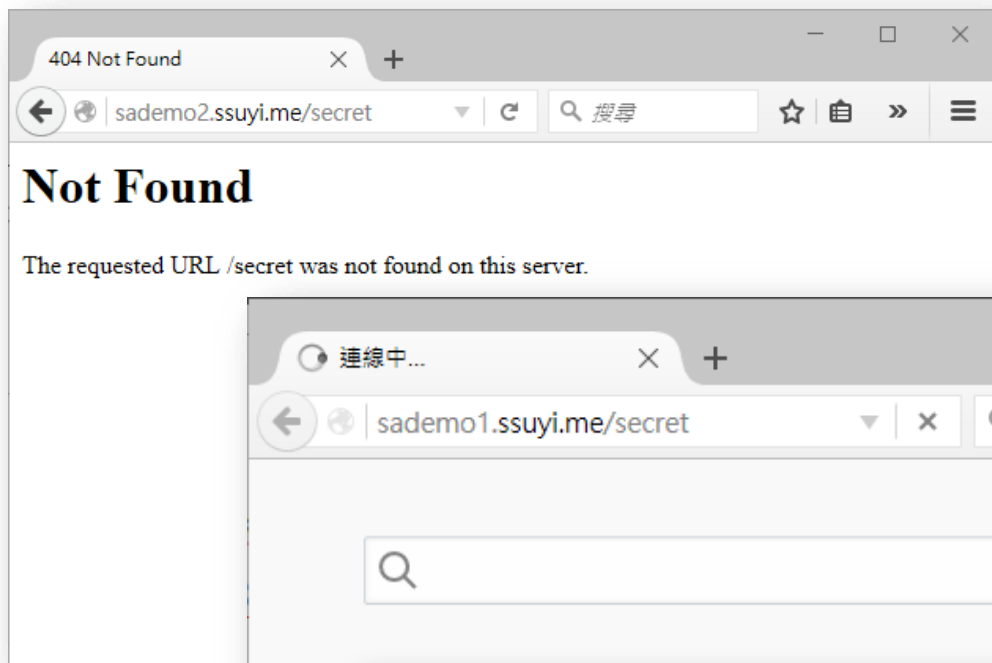 404 Not Found
sademo2.ssuyi.me/secret
搜尋
Not Found
The requested URL /secret was not found on this server.
連線中...
sademo1.ssuyi.me/secret